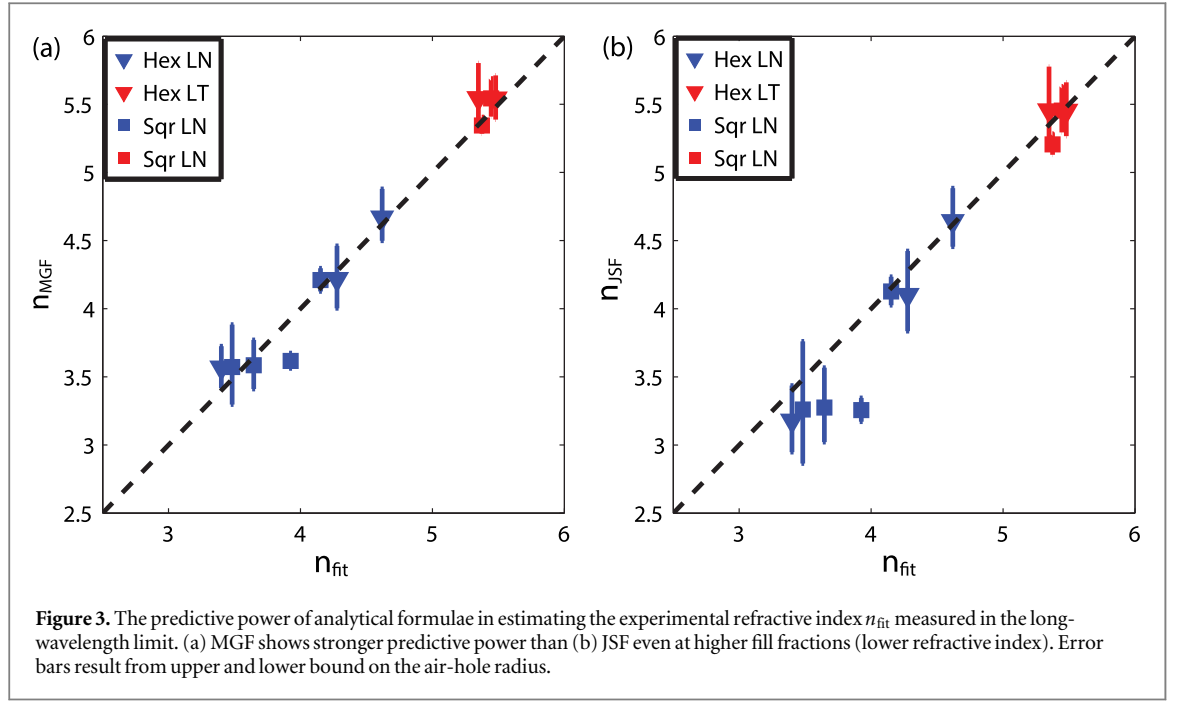 (a)
Hex LN
Hex LT
Sqr LN
Sqr LN
6
5.5
5
4.5
4
3.5
3
2.5
n_MGF
3 4 5 6
n_fit
(b)
Hex LN
Hex LT
Sqr LN
Sqr LN
6
5.5
5
4.5
4
3.5
3
2.5
n_JSF
3 4 5 6
n_fit
Figure 3. The predictive power of analytical formulae in estimating the experimental refractive index n_fit measured in the long-
wavelength limit. (a) MGF shows stronger predictive power than (b) JSF even at higher fill fractions (lower refractive index). Error
bars result from upper and lower bound on the air-hole radius.